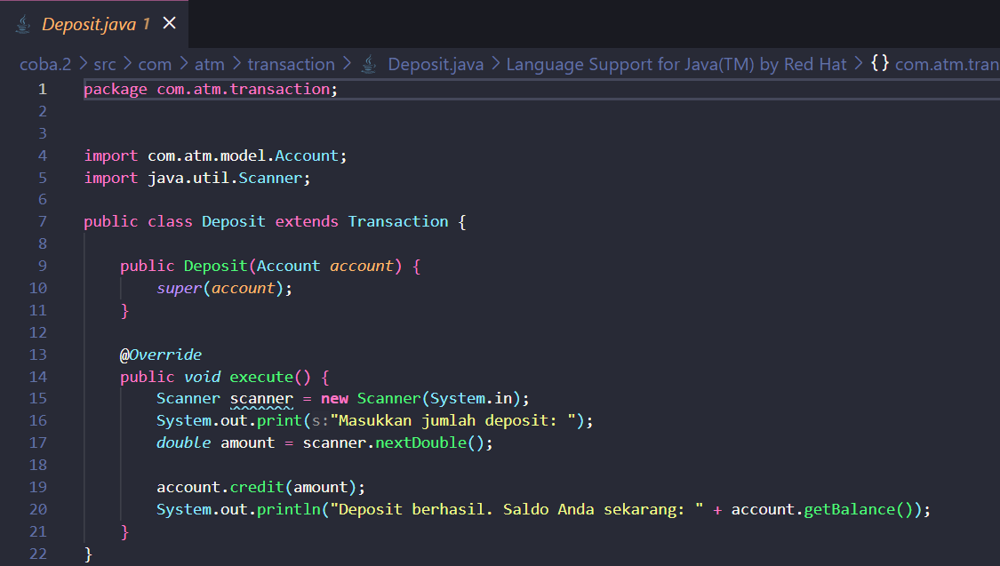 Deposit.java 1 ×
coba.2 > src > com > atm > transaction > Deposit.java > Language Support for Java(TM) by Red Hat > {} com.atm.tran
1 package com.atm.transaction;
2
3
4 import com.atm.model.Account;
5 import java.util.Scanner;
6
7 public class Deposit extends Transaction {
8
9 public Deposit(Account account) {
10 super(account);
11 }
12
13 @Override
14 public void execute() {
15 Scanner scanner = new Scanner(System.in);
16 System.out.print(s:"Masukkan jumlah deposit: ");
17 double amount = scanner.nextDouble();
18
19 account.credit(amount);
20 System.out.println("Deposit berhasil. Saldo Anda sekarang: " + account.getBalance());
21 }
22 }